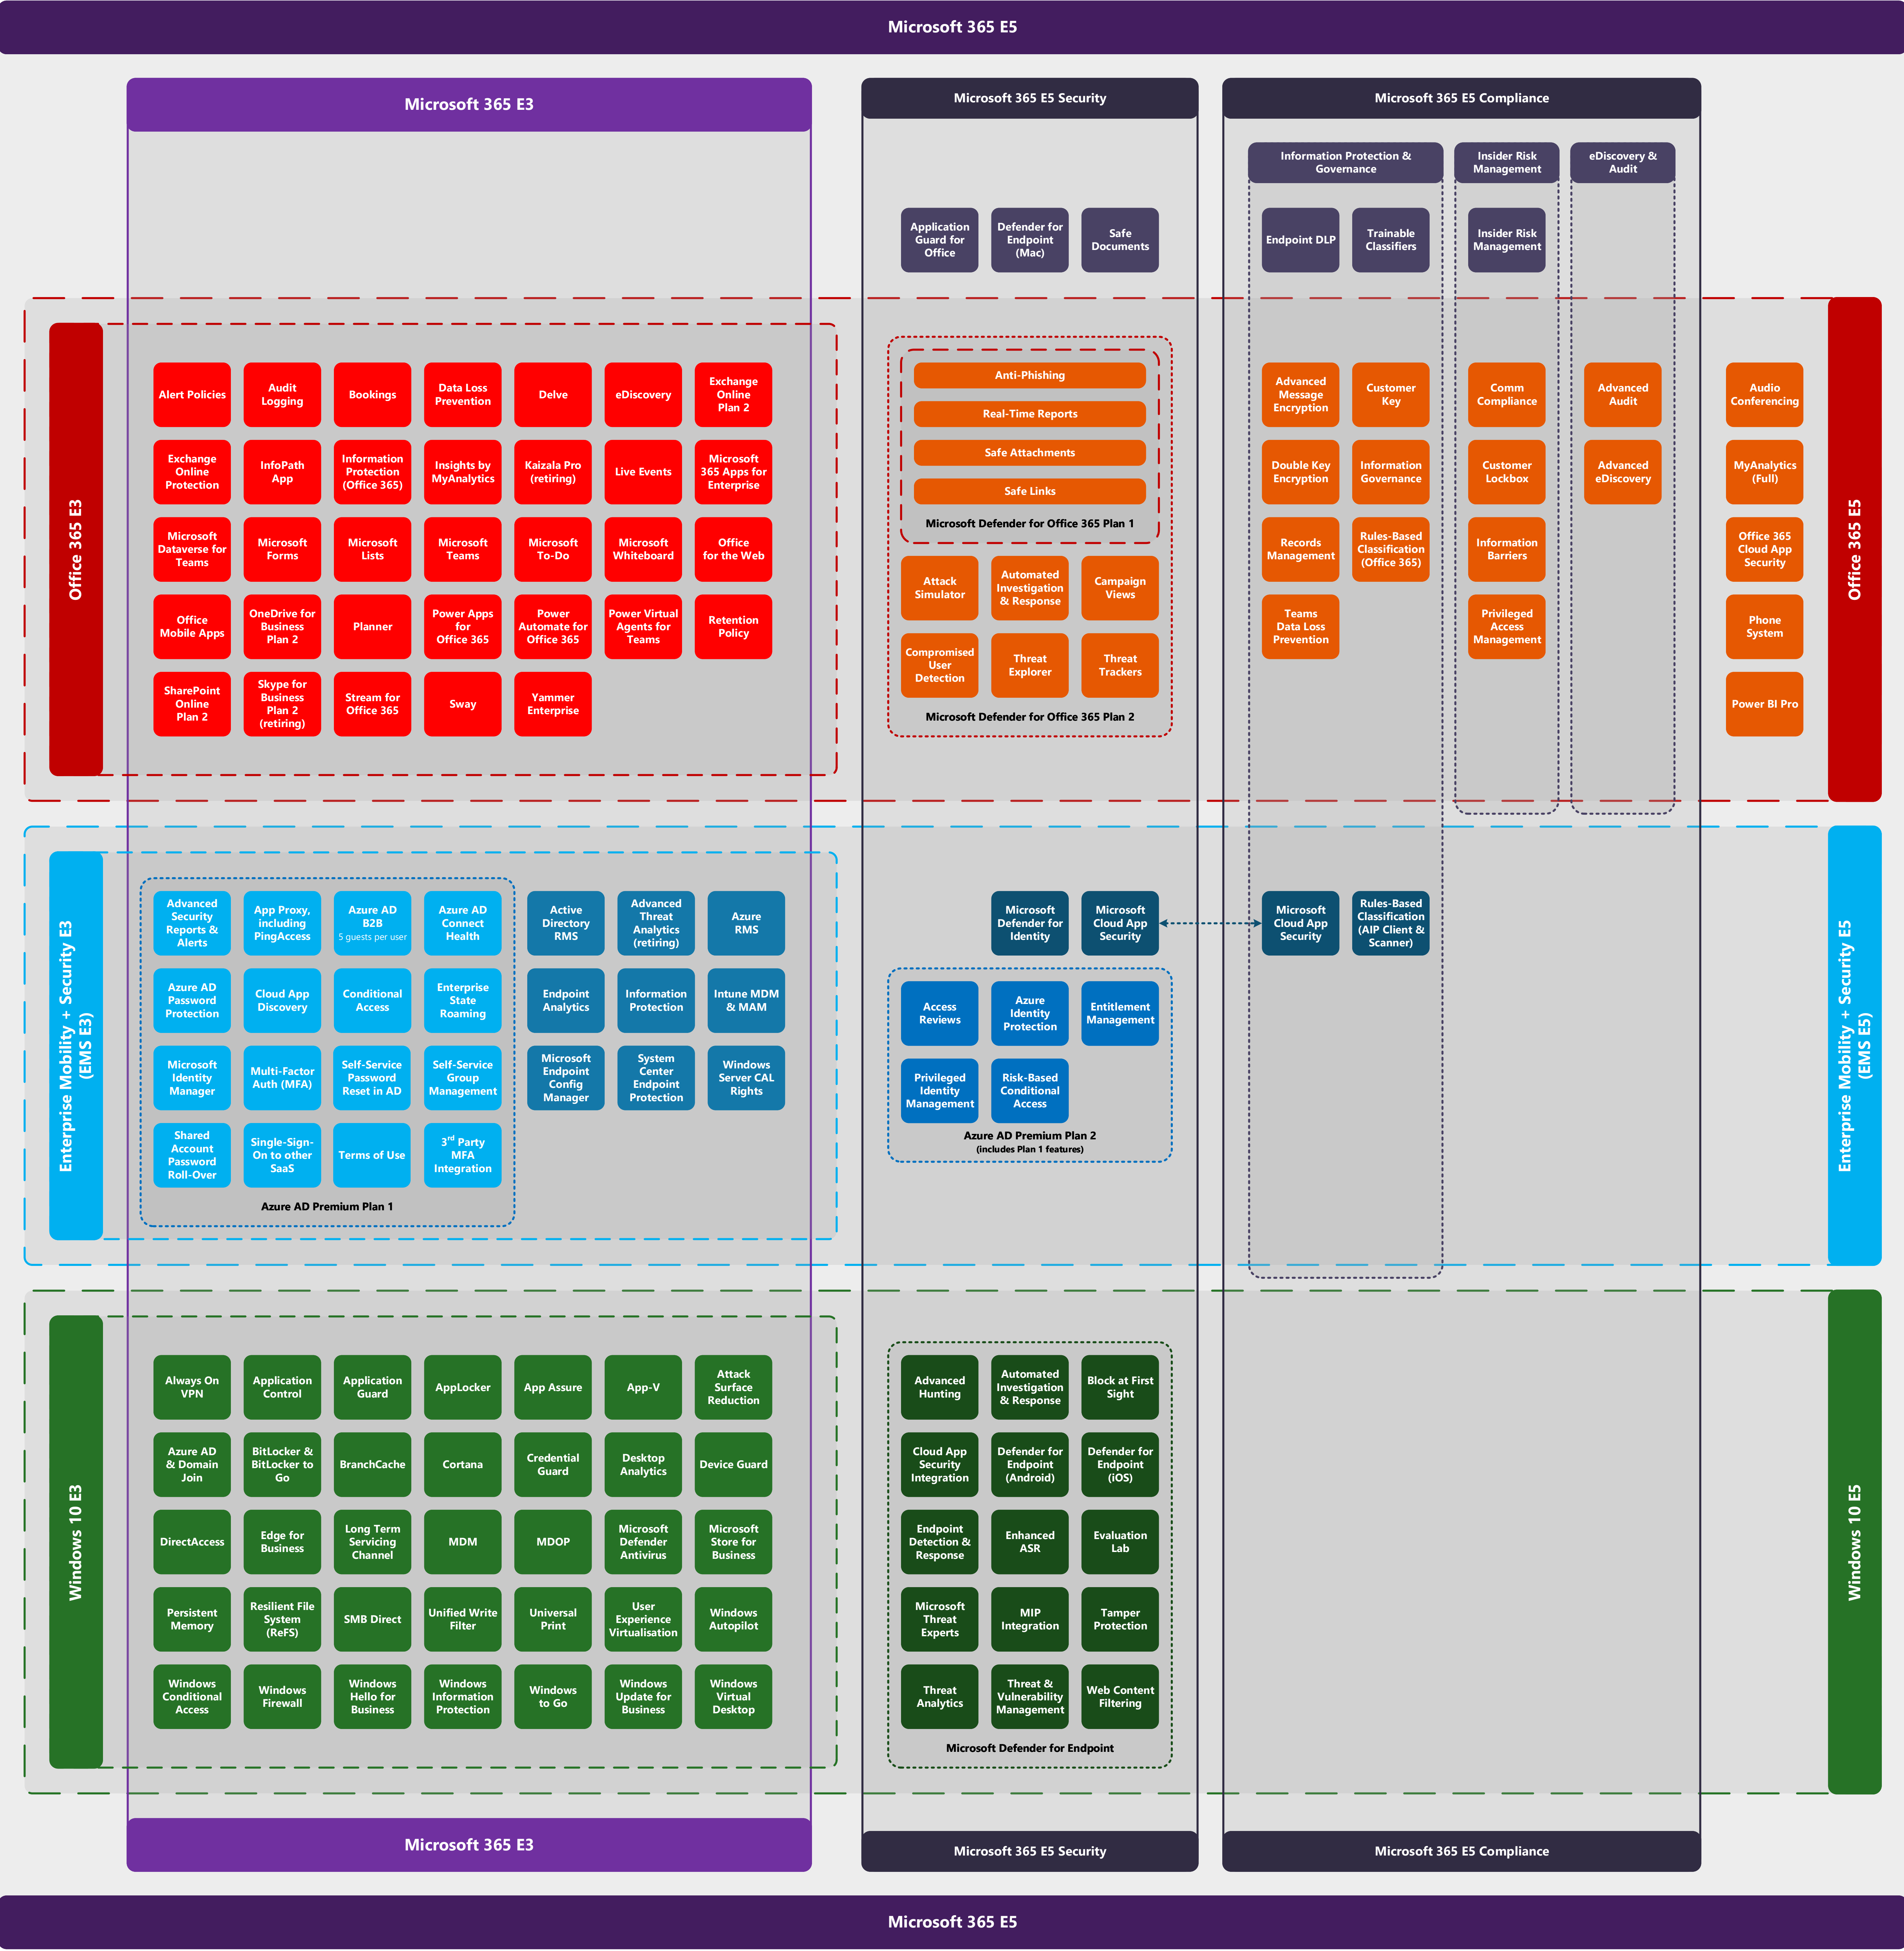 Microsoft 365 E5
Microsoft 365 E3
Microsoft 365 E5 Security
Microsoft 365 E5 Compliance
Information Protection &
Governance
Insider Risk
Management
eDiscovery &
Audit
Application
Guard for
Office
Defender for
Endpoint
(Mac)
Safe
Documents
Endpoint DLP
Trainable
Classifiers
Insider Risk
Management
Office 365 E3
Alert Policies
Audit
Logging
Bookings
Data Loss
Prevention
Delve
eDiscovery
Exchange
Online
Plan 2
Exchange
Online
Protection
InfoPath
App
Information
Protection
(Office 365)
Insights by
MyAnalytics
Kaizala Pro
(retiring)
Live Events
Microsoft
365 Apps for
Enterprise
Microsoft
Dataverse for
Teams
Microsoft
Forms
Microsoft
Lists
Microsoft
Teams
Microsoft
To-Do
Microsoft
Whiteboard
Office
for the Web
Office
Mobile Apps
OneDrive for
Business
Plan 2
Planner
Power Apps
for
Office 365
Power
Automate for
Office 365
Power Virtual
Agents for
Teams
Retention
Policy
SharePoint
Online
Plan 2
Skype for
Business
Plan 2
(retiring)
Stream for
Office 365
Sway
Yammer
Enterprise
Anti-Phishing
Real-Time Reports
Safe Attachments
Safe Links
Microsoft Defender for Office 365 Plan 1
Attack
Simulator
Automated
Investigation
& Response
Campaign
Views
Compromised
User
Detection
Threat
Explorer
Threat
Trackers
Microsoft Defender for Office 365 Plan 2
Advanced
Message
Encryption
Customer
Key
Double Key
Encryption
Information
Governance
Records
Management
Rules-Based
Classification
(Office 365)
Teams
Data Loss
Prevention
Comm
Compliance
Customer
Lockbox
Information
Barriers
Privileged
Access
Management
Advanced
Audit
Advanced
eDiscovery
Audio
Conferencing
MyAnalytics
(Full)
Office 365
Cloud App
Security
Phone
System
Power BI Pro
Office 365 E5
Enterprise Mobility + Security E3
(EMS E3)
Advanced
Security
Reports &
Alerts
App Proxy,
including
PingAccess
Azure AD
B2B
5 guests per user
Azure AD
Connect
Health
Azure AD
Password
Protection
Cloud App
Discovery
Conditional
Access
Enterprise
State
Roaming
Microsoft
Identity
Manager
Multi-Factor
Auth (MFA)
Self-Service
Password
Reset in AD
Self-Service
Group
Management
Shared
Account
Password
Roll-Over
Single-Sign-
On to other
SaaS
Terms of Use
3rd Party
MFA
Integration
Azure AD Premium Plan 1
Active
Directory
RMS
Advanced
Threat
Analytics
(retiring)
Azure
RMS
Endpoint
Analytics
Information
Protection
Intune MDM
& MAM
Microsoft
Endpoint
Config
Manager
System
Center
Endpoint
Protection
Windows
Server CAL
Rights
Microsoft
Defender for
Identity
Microsoft
Cloud App
Security
Microsoft
Cloud App
Security
Rules-Based
Classification
(AIP Client &
Scanner)
Access
Reviews
Azure
Identity
Protection
Entitlement
Management
Privileged
Identity
Management
Risk-Based
Conditional
Access
Azure AD Premium Plan 2
(includes Plan 1 features)
Enterprise Mobility + Security E5
(EMS E5)
Windows 10 E3
Always On
VPN
Application
Control
Application
Guard
AppLocker
App Assure
App-V
Attack
Surface
Reduction
Azure AD
& Domain
Join
BitLocker &
BitLocker to
Go
BranchCache
Cortana
Credential
Guard
Desktop
Analytics
Device Guard
DirectAccess
Edge for
Business
Long Term
Servicing
Channel
MDM
MDOP
Microsoft
Defender
Antivirus
Microsoft
Store for
Business
Persistent
Memory
Resilient File
System
(ReFS)
SMB Direct
Unified Write
Filter
Universal
Print
User
Experience
Virtualisation
Windows
Autopilot
Windows
Conditional
Access
Windows
Firewall
Windows
Hello for
Business
Windows
Information
Protection
Windows
to Go
Windows
Update for
Business
Windows
Virtual
Desktop
Advanced
Hunting
Automated
Investigation
& Response
Block at First
Sight
Cloud App
Security
Integration
Defender for
Endpoint
(Android)
Defender for
Endpoint
(iOS)
Endpoint
Detection &
Response
Enhanced
ASR
Evaluation
Lab
Microsoft
Threat
Experts
MIP
Integration
Tamper
Protection
Threat
Analytics
Threat &
Vulnerability
Management
Web Content
Filtering
Microsoft Defender for Endpoint
Windows 10 E5
Microsoft 365 E3
Microsoft 365 E5 Security
Microsoft 365 E5 Compliance
Microsoft 365 E5